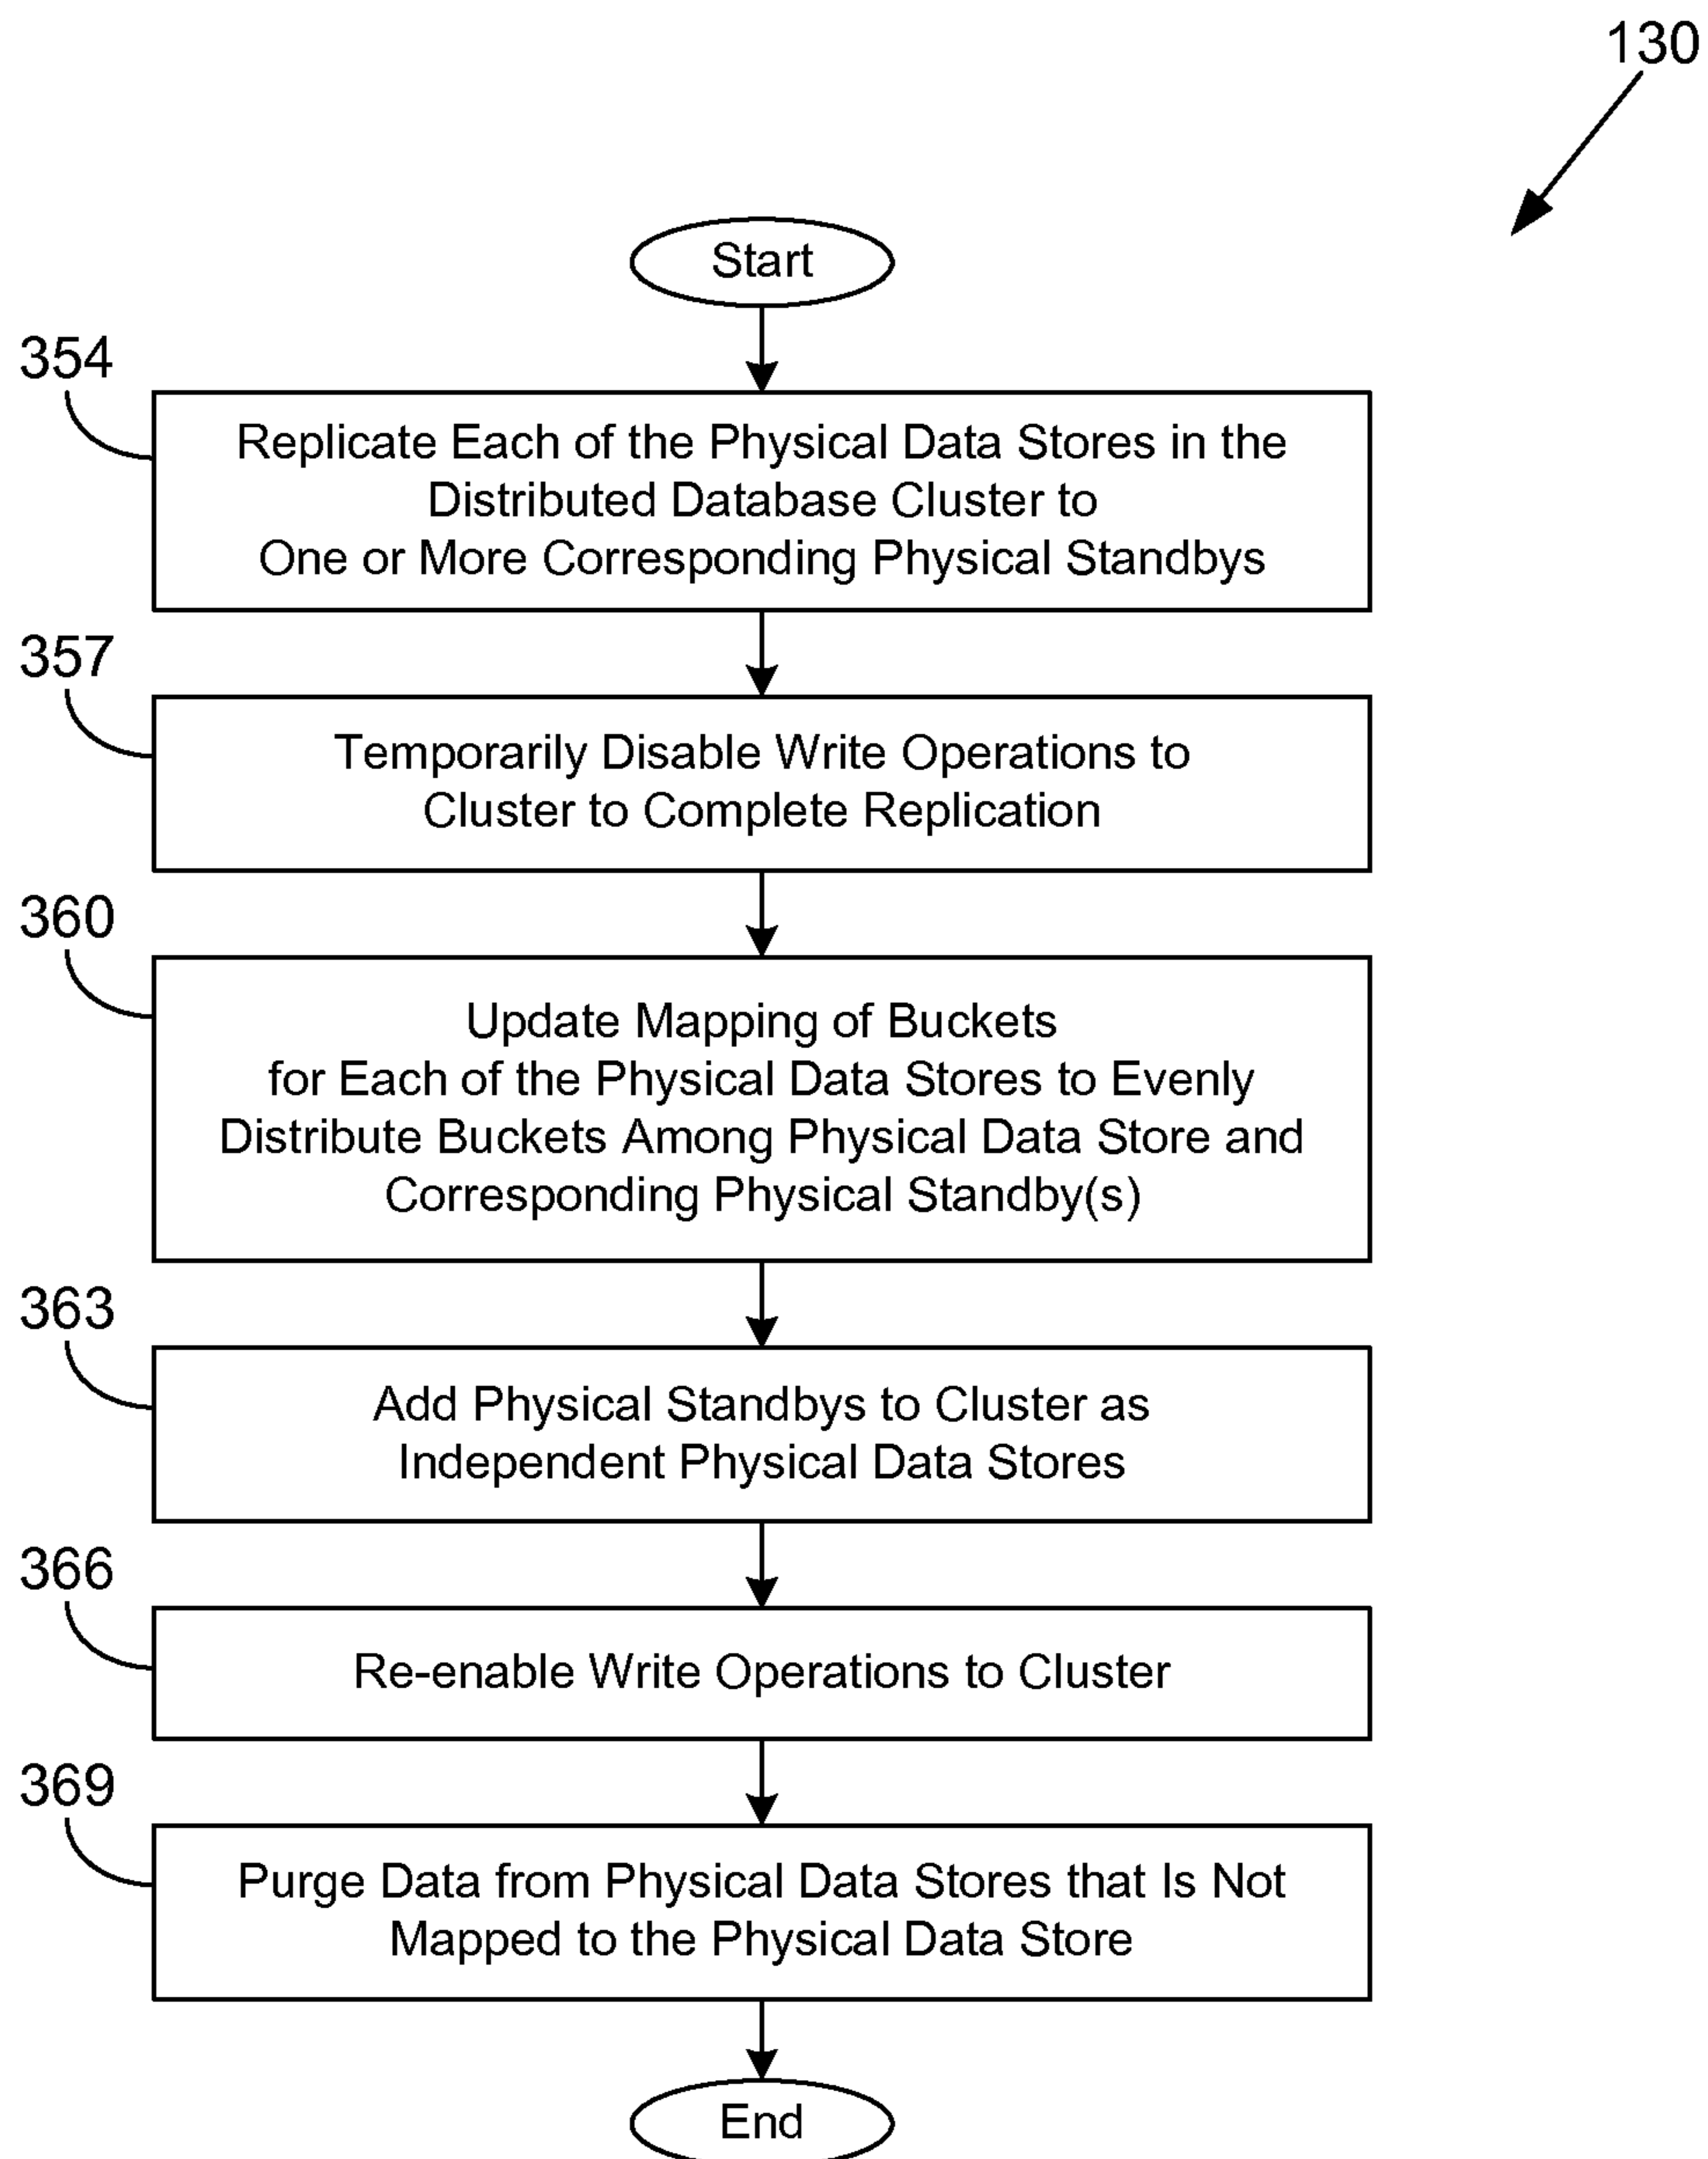 130
Start
354
Replicate Each of the Physical Data Stores in the
Distributed Database Cluster to
One or More Corresponding Physical Standbys
357
Temporarily Disable Write Operations to
Cluster to Complete Replication
360
Update Mapping of Buckets
for Each of the Physical Data Stores to Evenly
Distribute Buckets Among Physical Data Store and
Corresponding Physical Standby(s)
363
Add Physical Standbys to Cluster as
Independent Physical Data Stores
366
Re-enable Write Operations to Cluster
369
Purge Data from Physical Data Stores that Is Not
Mapped to the Physical Data Store
End